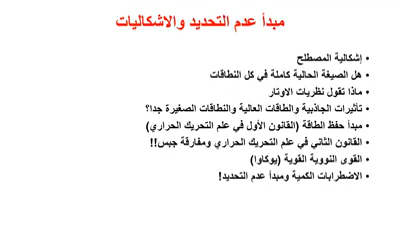 مبدأ عدم التحديد والاشكاليات
• إشكالية المصطلح
• هل الصيغة الحالية كاملة في كل النطاقات
• ماذا تقول نظريات الاوتار
• تأثيرات الجاذبية والطاقات العالية والنطاقات الصغيرة جدا؟
• مبدأ حفظ الطاقة (القانون الأول في علم التحريك الحراري)
• القانون الثاني في علم التحريك الحراري ومفارقة جبس!!
• القوى النووية القوية (يوكاوا)
• الاضطرابات الكمية ومبدأ عدم التحديد!